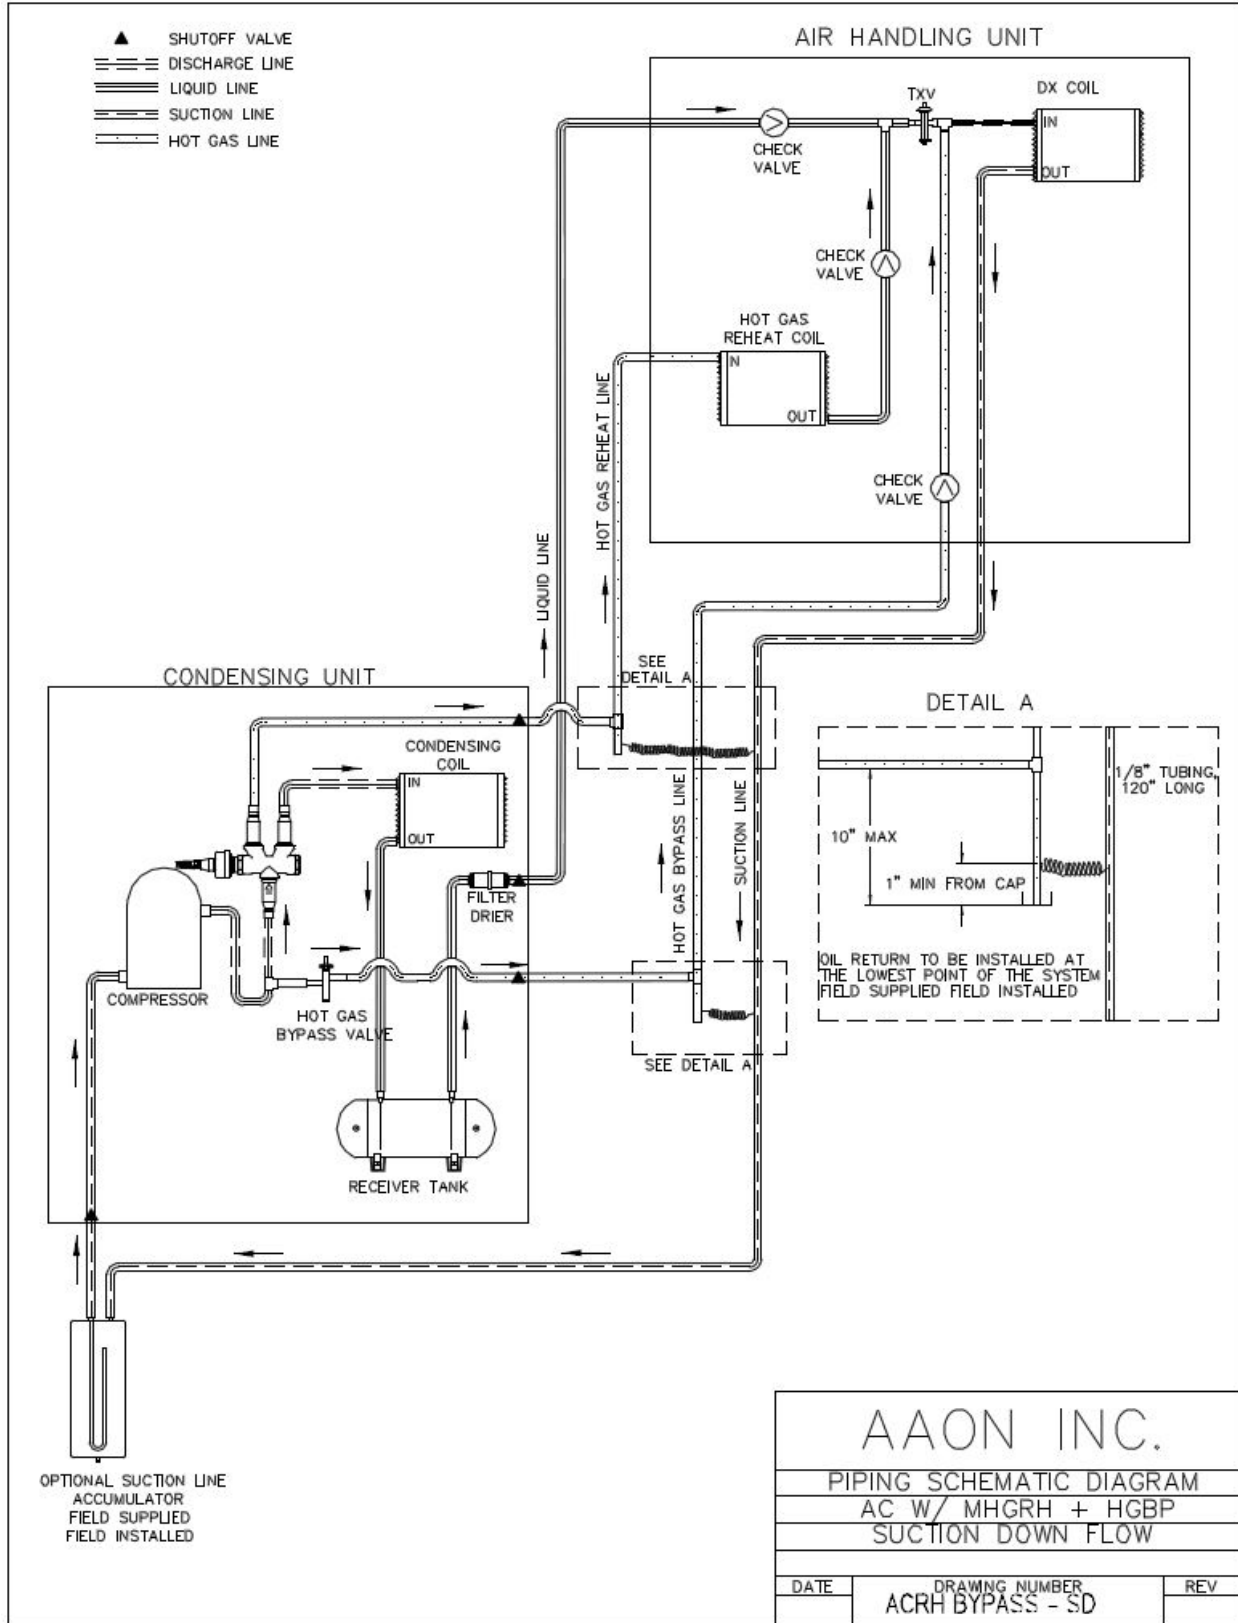 SHUTOFF VALVE
DISCHARGE LINE
LIQUID LINE
SUCTION LINE
HOT GAS LINE
AIR HANDLING UNIT
TXV
DX COIL
IN
OUT
CHECK
VALVE
CHECK
VALVE
HOT GAS
REHEAT COIL
IN
OUT
CHECK
VALVE
HOT GAS REHEAT LINE
LIQUID LINE
CONDENSING UNIT
SEE
DETAIL A
CONDENSING
COIL
IN
OUT
FILTER
DRIER
COMPRESSOR
HOT GAS
BYPASS VALVE
RECEIVER TANK
HOT GAS BYPASS LINE
SUCTION LINE
SEE DETAIL A
DETAIL A
1/8" TUBING,
120" LONG
10" MAX
1" MIN FROM CAP
OIL RETURN TO BE INSTALLED AT
THE LOWEST POINT OF THE SYSTEM
FIELD SUPPLIED FIELD INSTALLED
OPTIONAL SUCTION LINE
ACCUMULATOR
FIELD SUPPLIED
FIELD INSTALLED
AAON INC.
PIPING SCHEMATIC DIAGRAM
AC W/ MHGRH + HGBP
SUCTION DOWN FLOW
DATE
DRAWING NUMBER
REV
ACRH BYPASS - SD